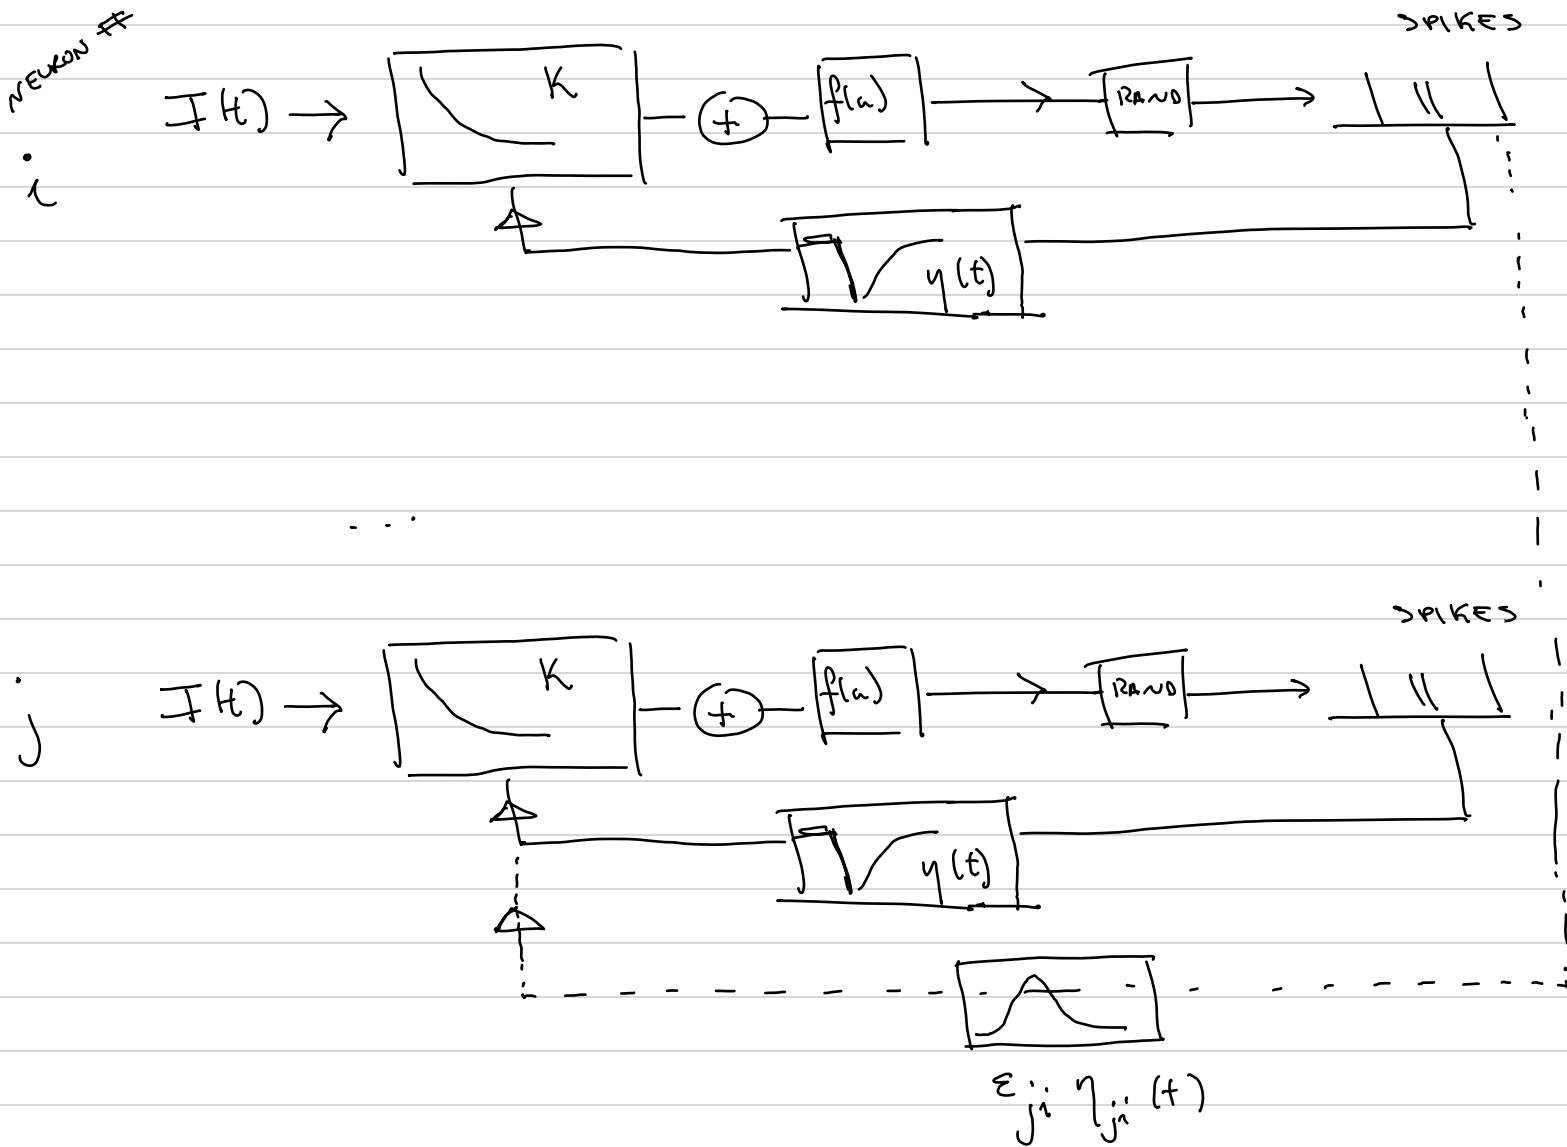 SPIKES
NEURON #
i
I(t)
K
+
f(a)
RAND
η(t)
. . .
SPIKES
j
I(t)
K
+
f(a)
RAND
η(t)
ε_ji η_ji (t)